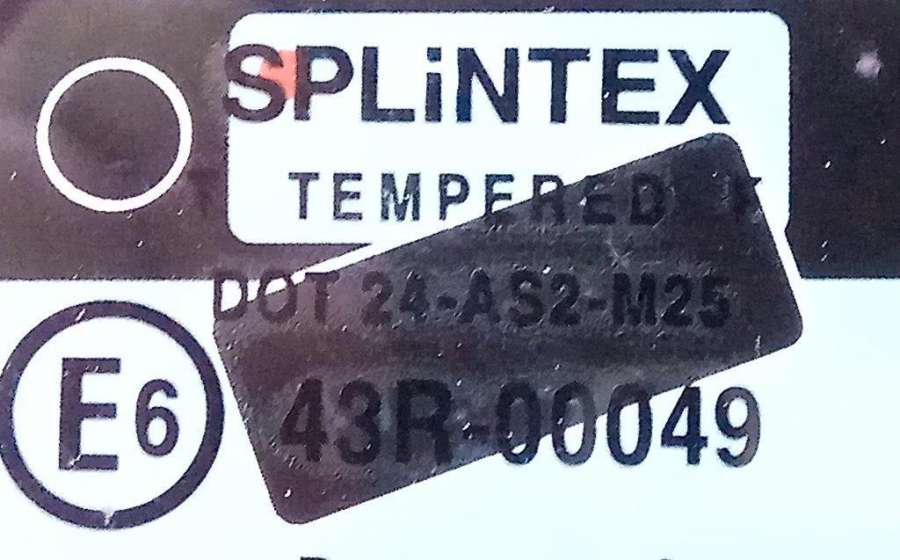 SPLiNTEX
T TEMPERED K
DOT 24-AS2-M25
E6
43R-00049